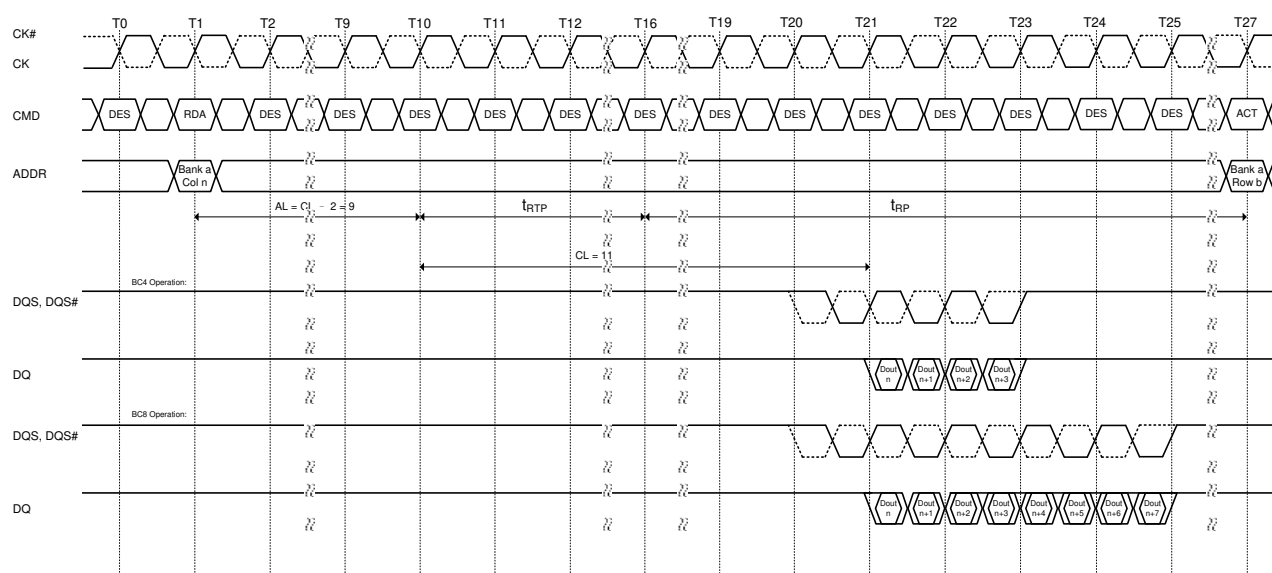 T0 T1 T2 T9 T10 T11 T12 T16 T19 T20 T21 T22 T23 T24 T25 T27
CK#
CK
CMD DES RDA DES DES DES DES DES DES DES DES DES DES DES DES DES ACT
ADDR Bank a Col n Bank a Row b
AL = CL - 2 = 9 tRTP tRP
CL = 11
BC4 Operation:
DQS, DQS#
DQ Dout n Dout n+1 Dout n+2 Dout n+3
BC8 Operation:
DQS, DQS#
DQ Dout n Dout n+1 Dout n+2 Dout n+3 Dout n+4 Dout n+5 Dout n+6 Dout n+7